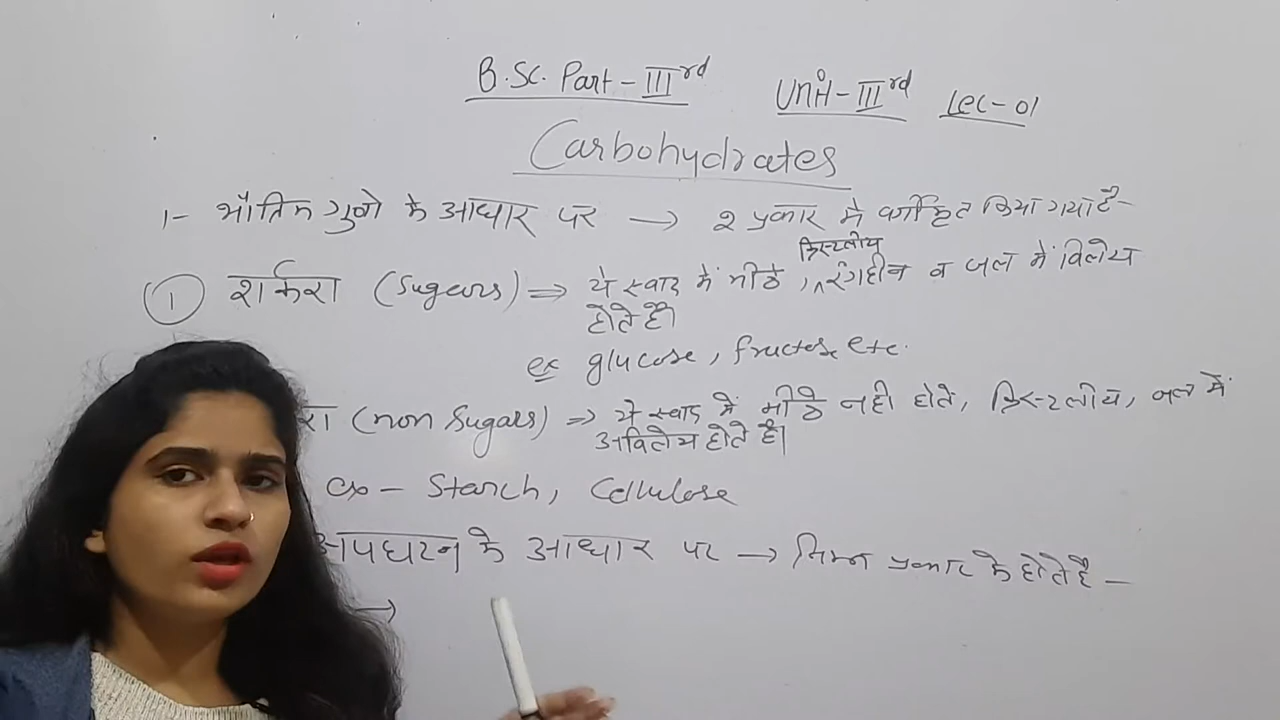 B.Sc. Part-IIIrd Unit-IIIrd Lec-01
Carbohydrates
1- भौतिक गुणो के आधार पर → 2 प्रकार मे वर्गीकृत किया गया है-
① शर्करा (Sugars) ⇒ ये स्वाद में मीठे, क्रिस्टलीय रंगहीन व जल में विलेय
होते है।
ex glucose, fructose etc.
रा (non Sugars) ⇒ ये स्वाद में मीठे नही होते, क्रिस्टलीय, जल में
अविलेय होते है।
ex - Starch, Cellulose
अपघटन के आधार पर → निम्न प्रकार के होते है -
→